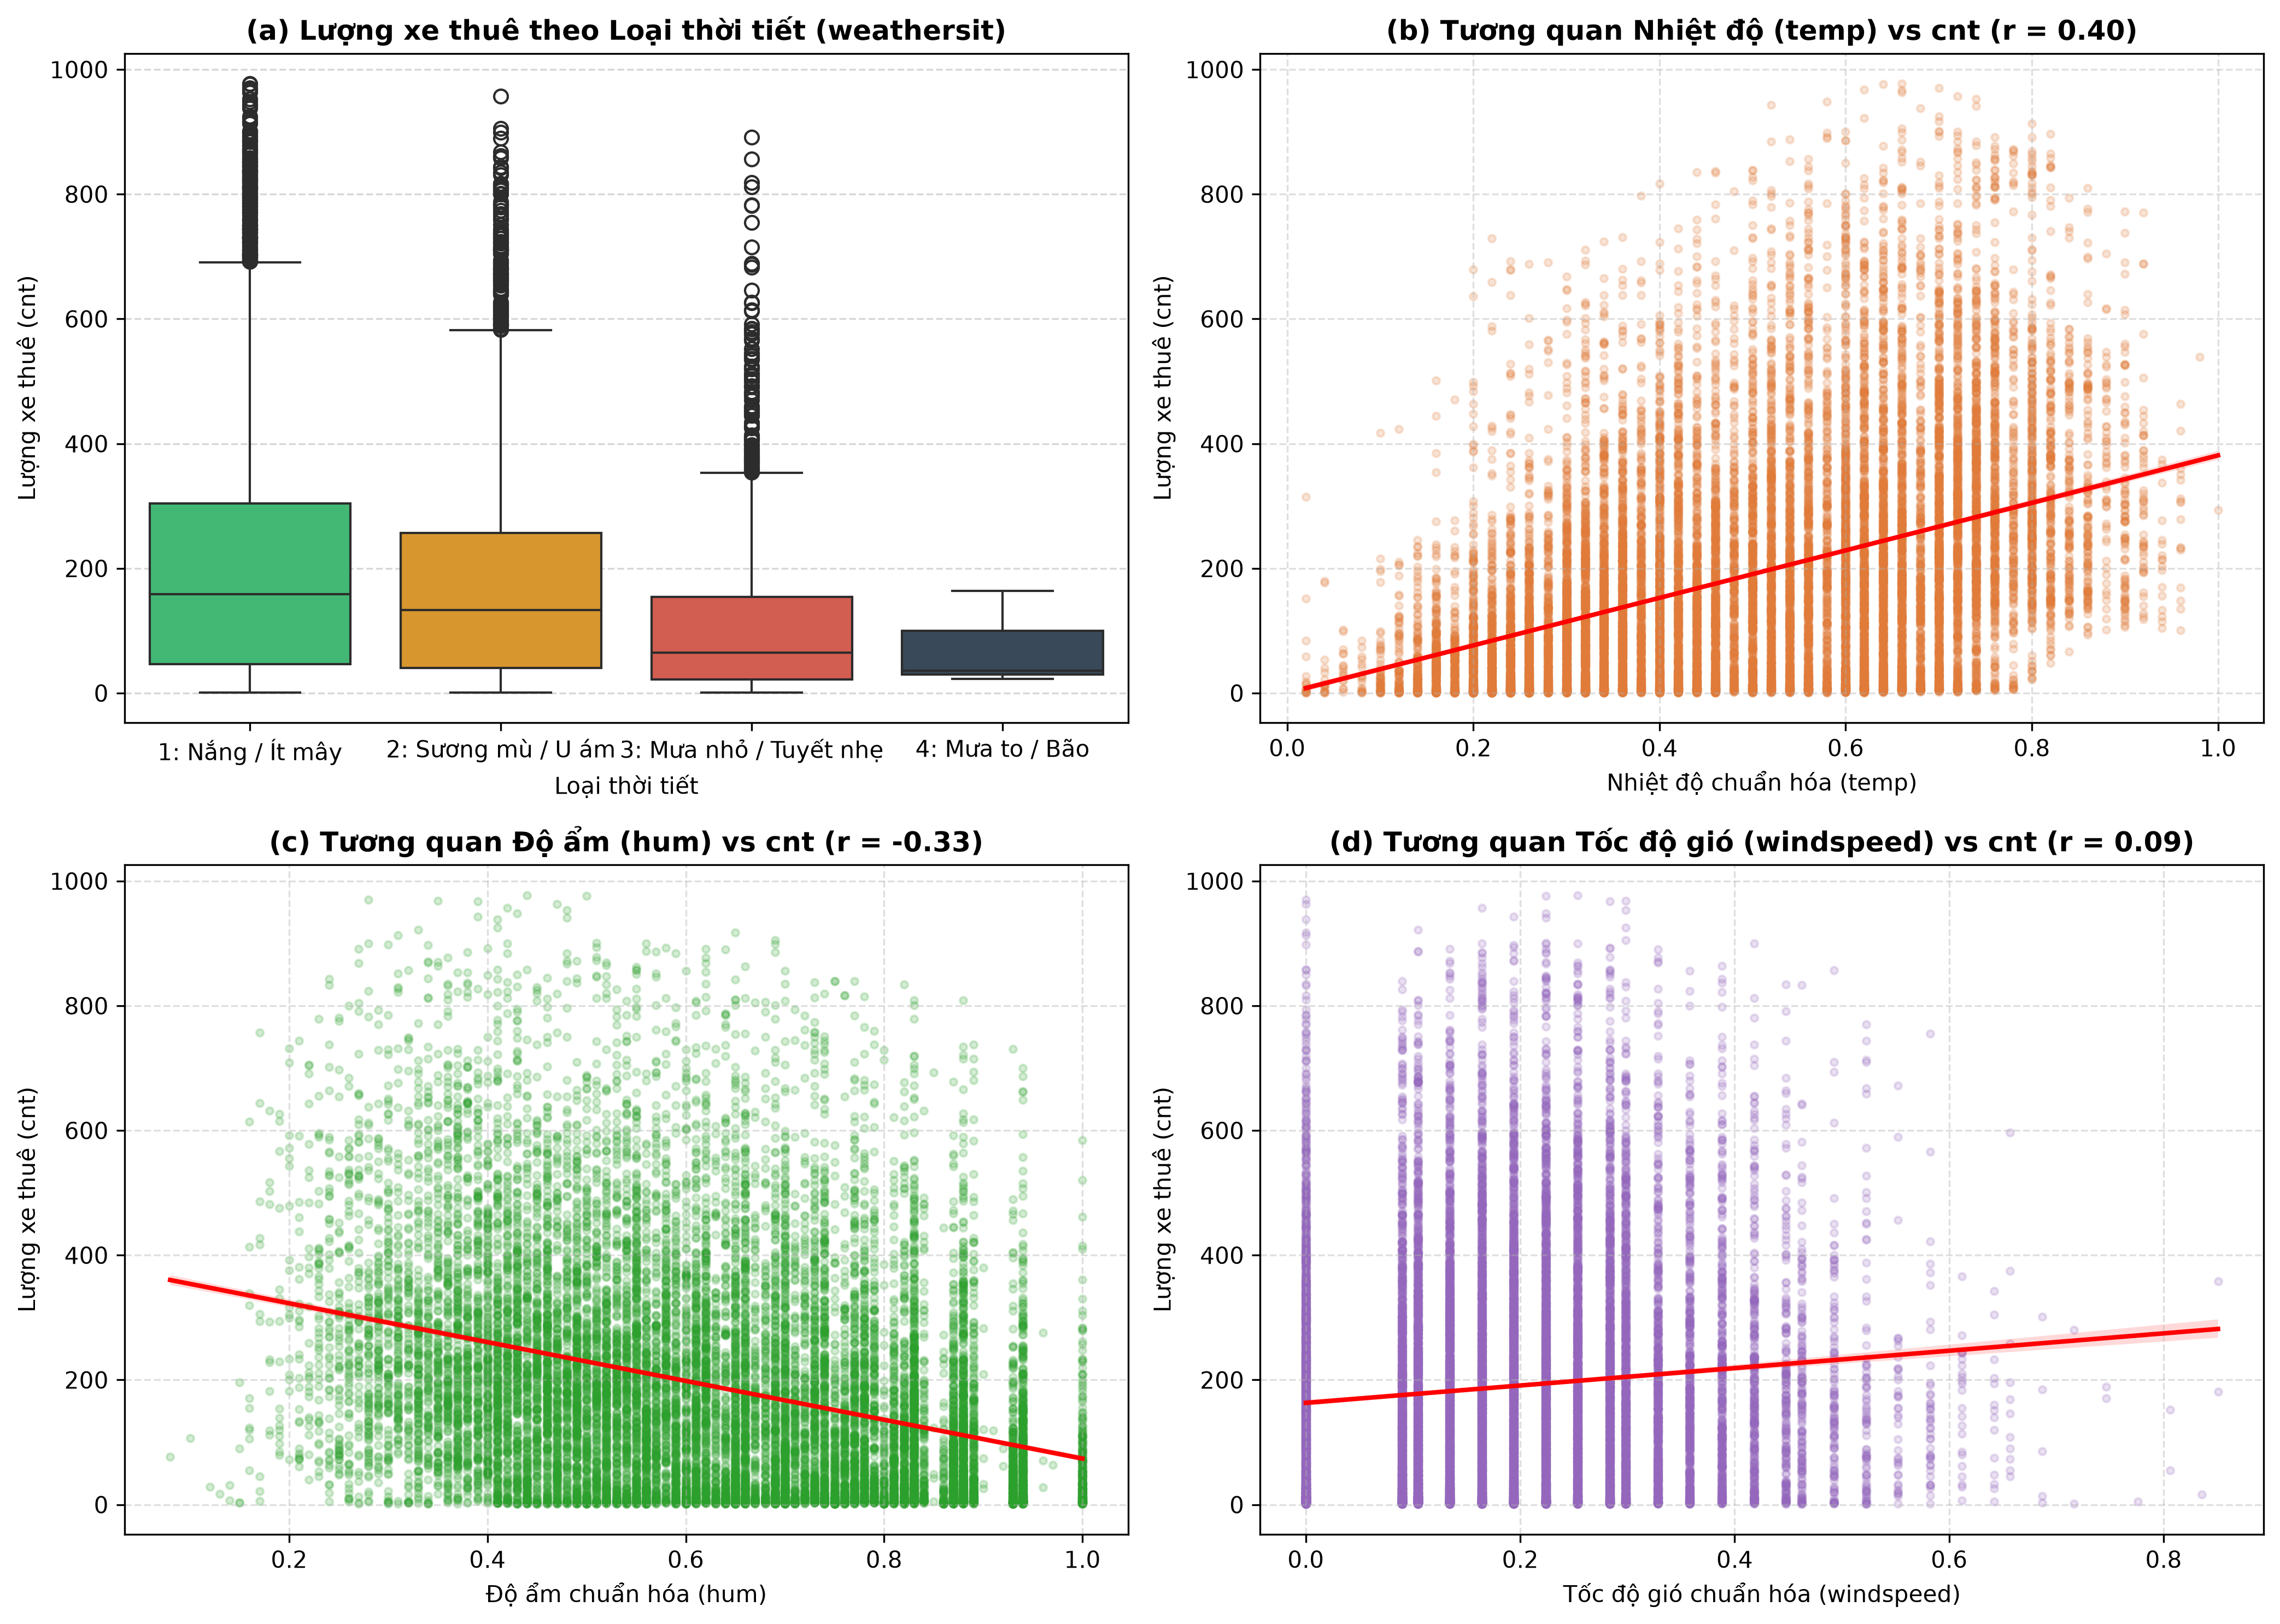 (a) Lượng xe thuê theo Loại thời tiết (weathersit)
1000
800
600
400
200
0
Lượng xe thuê (cnt)
1: Nắng / Ít mây
2: Sương mù / U ám
3: Mưa nhỏ / Tuyết nhẹ
4: Mưa to / Bão
Loại thời tiết
(b) Tương quan Nhiệt độ (temp) vs cnt (r = 0.40)
1000
800
600
400
200
0
Lượng xe thuê (cnt)
0.0 0.2 0.4 0.6 0.8 1.0
Nhiệt độ chuẩn hóa (temp)
(c) Tương quan Độ ẩm (hum) vs cnt (r = -0.33)
1000
800
600
400
200
0
Lượng xe thuê (cnt)
0.2 0.4 0.6 0.8 1.0
Độ ẩm chuẩn hóa (hum)
(d) Tương quan Tốc độ gió (windspeed) vs cnt (r = 0.09)
1000
800
600
400
200
0
Lượng xe thuê (cnt)
0.0 0.2 0.4 0.6 0.8
Tốc độ gió chuẩn hóa (windspeed)